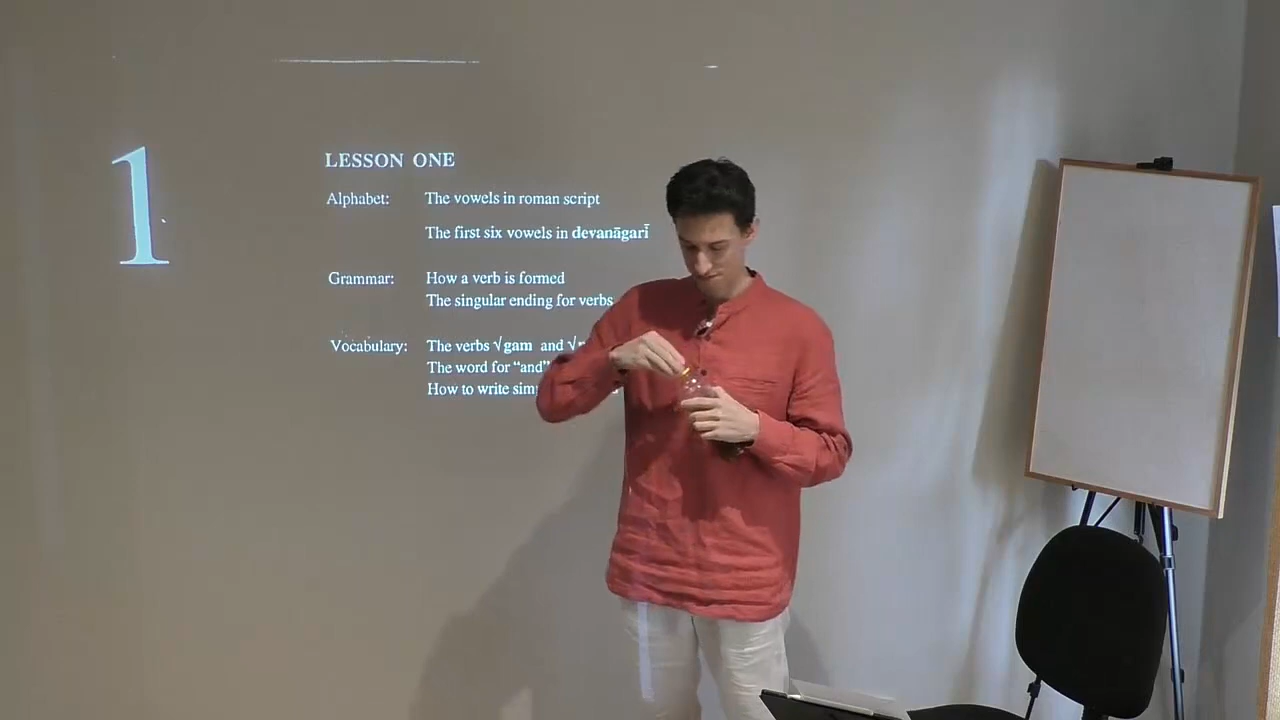 1
LESSON ONE
Alphabet: The vowels in roman script
The first six vowels in devanāgarī
Grammar: How a verb is formed
The singular ending for verbs
Vocabulary: The verbs √gam and
The word for “and”
How to write